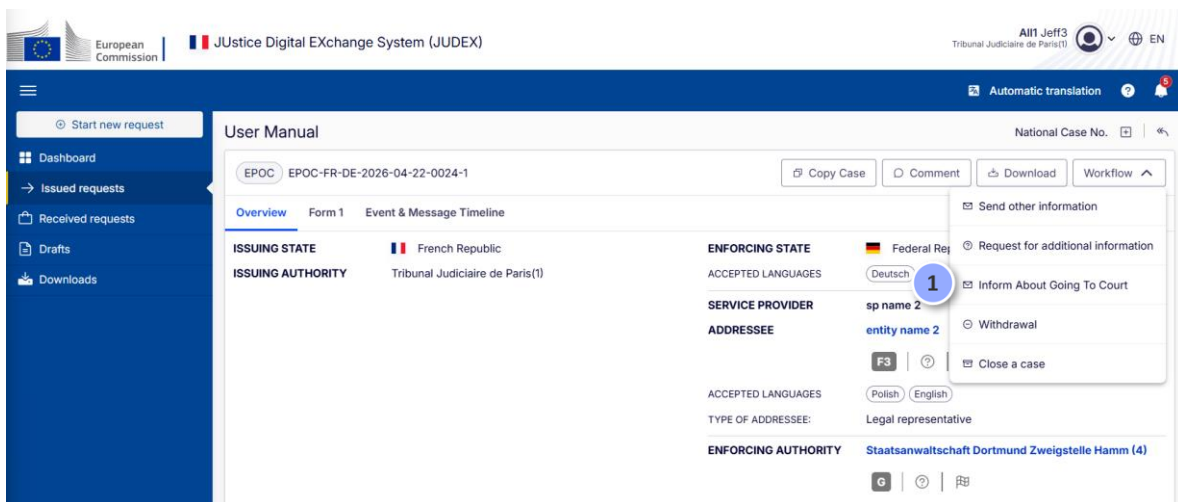 European
Commission
JUstice Digital EXchange System (JUDEX)
All1 Jeff3
Tribunal Judiciaire de Paris(1)
EN
Automatic translation
5
Start new request
Dashboard
Issued requests
Received requests
Drafts
Downloads
User Manual
National Case No.
EPOC EPOC-FR-DE-2026-04-22-0024-1
Copy Case
Comment
Download
Workflow
Send other information
Request for additional information
Inform About Going To Court
Withdrawal
Close a case
1
Overview Form 1 Event & Message Timeline
ISSUING STATE French Republic
ISSUING AUTHORITY Tribunal Judiciaire de Paris(1)
ENFORCING STATE Federal Rep
ACCEPTED LANGUAGES Deutsch
SERVICE PROVIDER sp name 2
ADDRESSEE entity name 2
F3
ACCEPTED LANGUAGES Polish English
TYPE OF ADDRESSEE: Legal representative
ENFORCING AUTHORITY Staatsanwaltschaft Dortmund Zweigstelle Hamm (4)
G